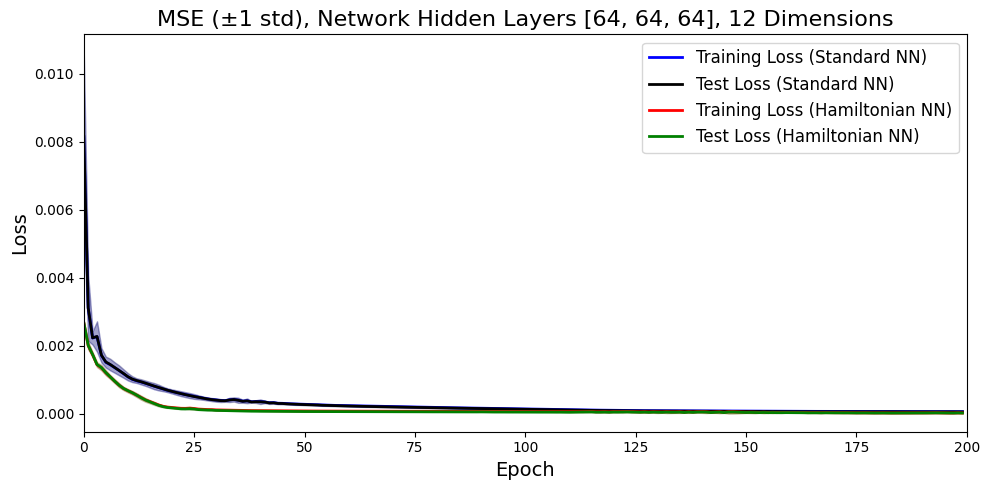 MSE (±1 std), Network Hidden Layers [64, 64, 64], 12 Dimensions
Training Loss (Standard NN)
Test Loss (Standard NN)
Training Loss (Hamiltonian NN)
Test Loss (Hamiltonian NN)
Loss
0.010
0.008
0.006
0.004
0.002
0.000
0 25 50 75 100 125 150 175 200
Epoch